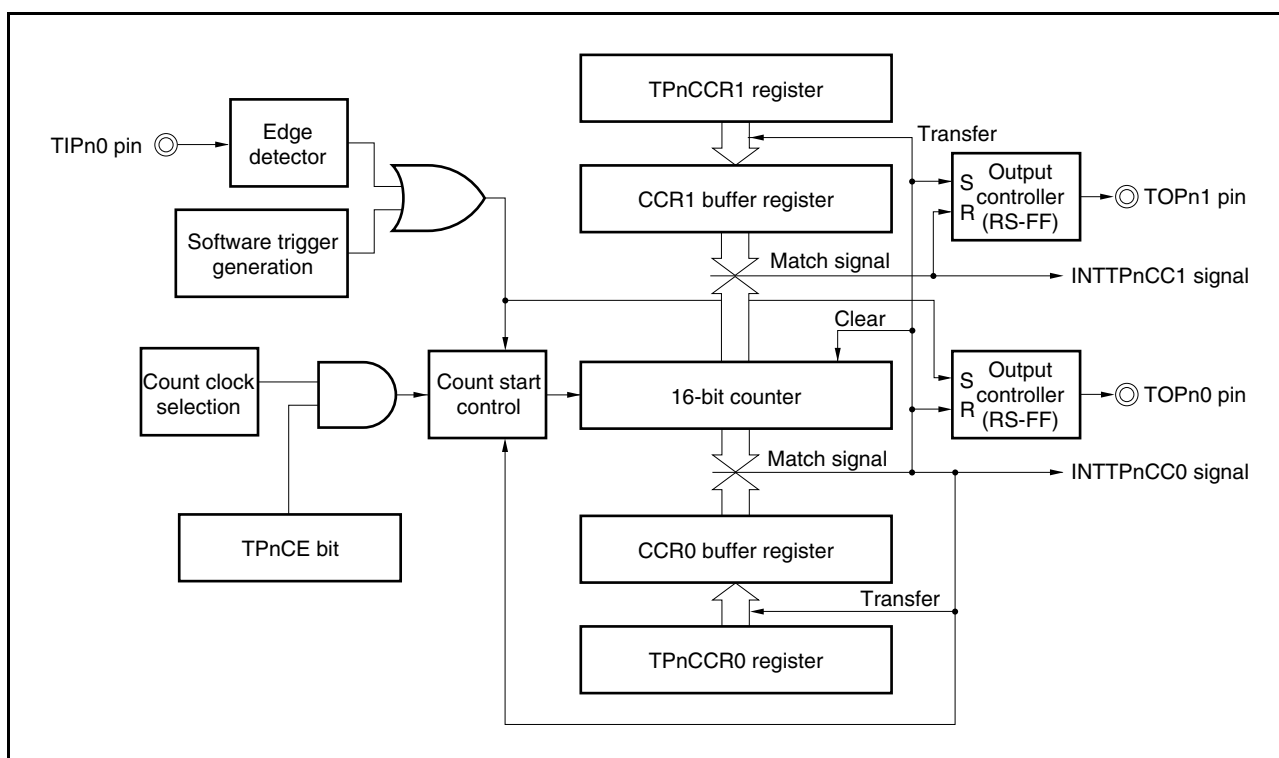 TPnCCR1 register
TIPn0 pin
Edge
detector
Transfer
CCR1 buffer register
S
R
Output
controller
(RS-FF)
TOPn1 pin
Software trigger
generation
Match signal
INTTPnCC1 signal
Clear
Count clock
selection
Count start
control
16-bit counter
S
R
Output
controller
(RS-FF)
TOPn0 pin
Match signal
INTTPnCC0 signal
TPnCE bit
CCR0 buffer register
Transfer
TPnCCR0 register